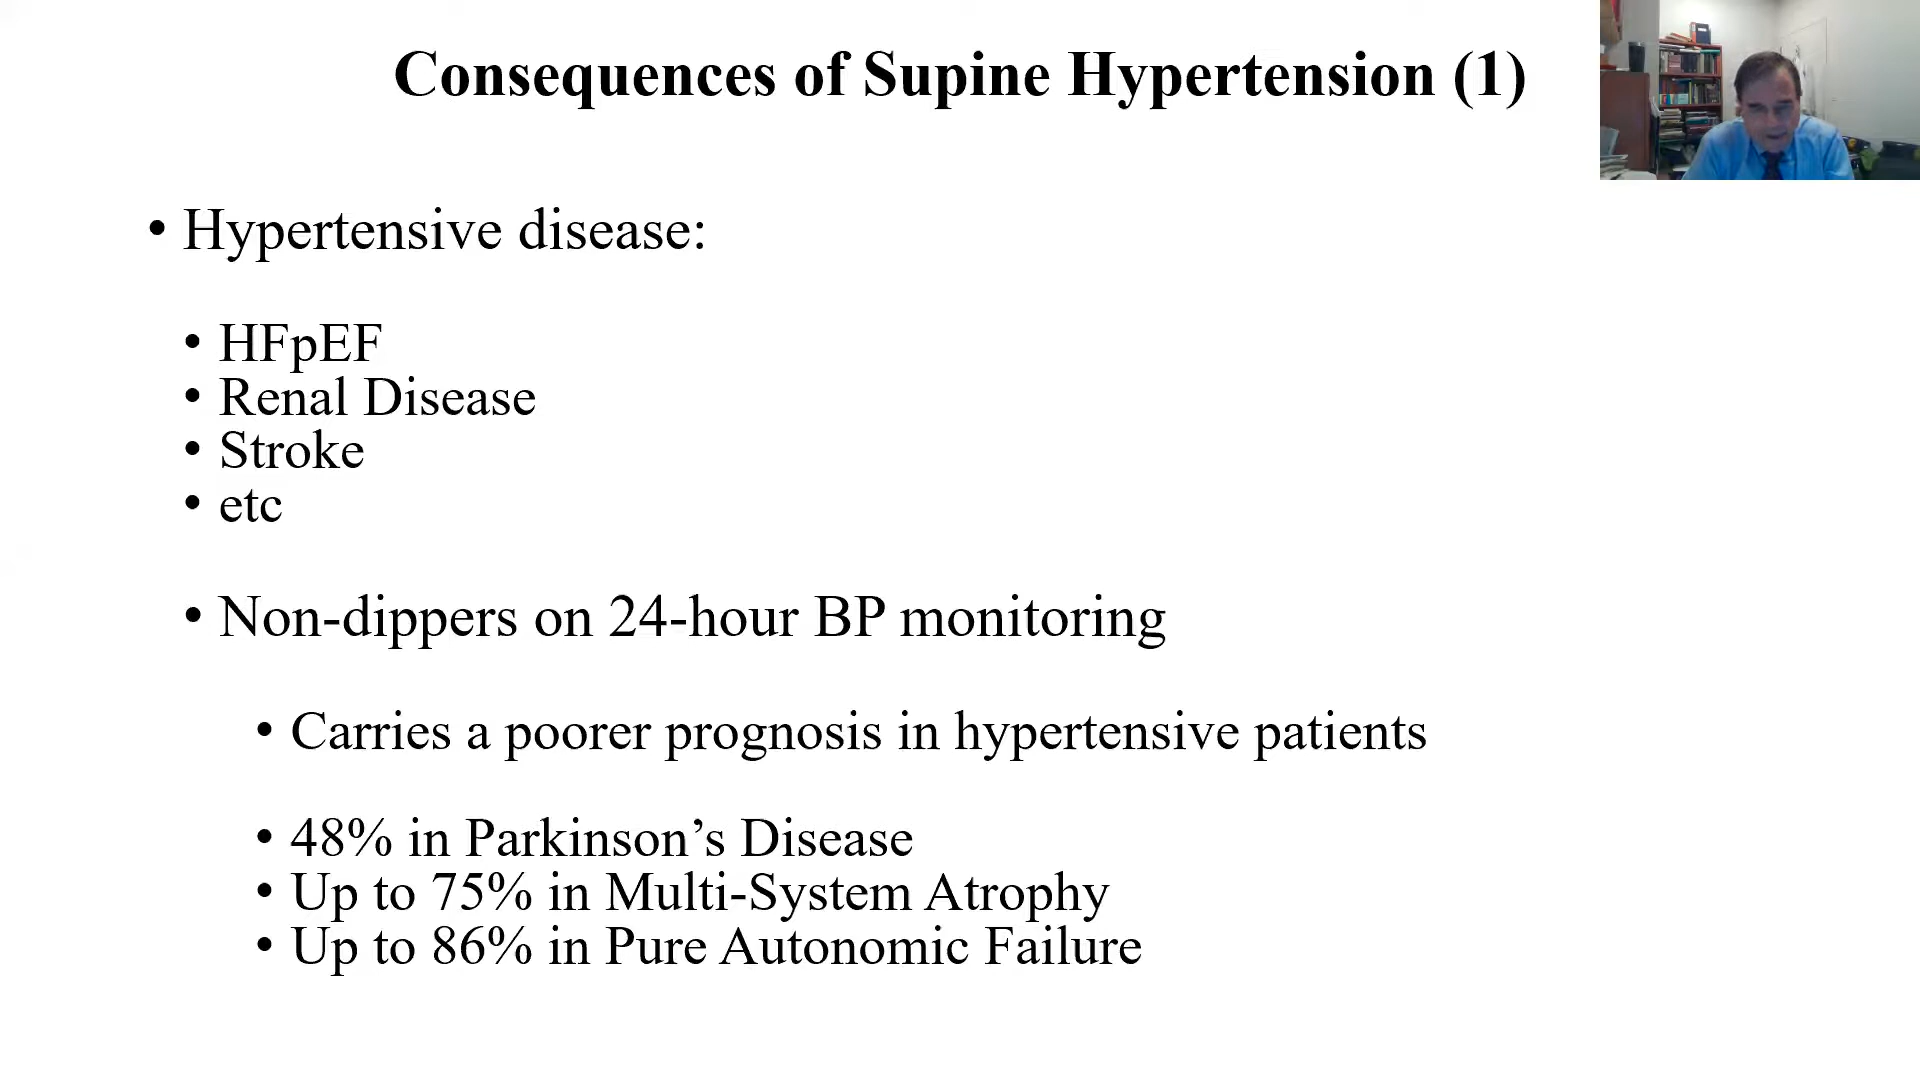 Consequences of Supine Hypertension (1)
• Hypertensive disease:
• HFpEF
• Renal Disease
• Stroke
• etc
• Non-dippers on 24-hour BP monitoring
• Carries a poorer prognosis in hypertensive patients
• 48% in Parkinson’s Disease
• Up to 75% in Multi-System Atrophy
• Up to 86% in Pure Autonomic Failure